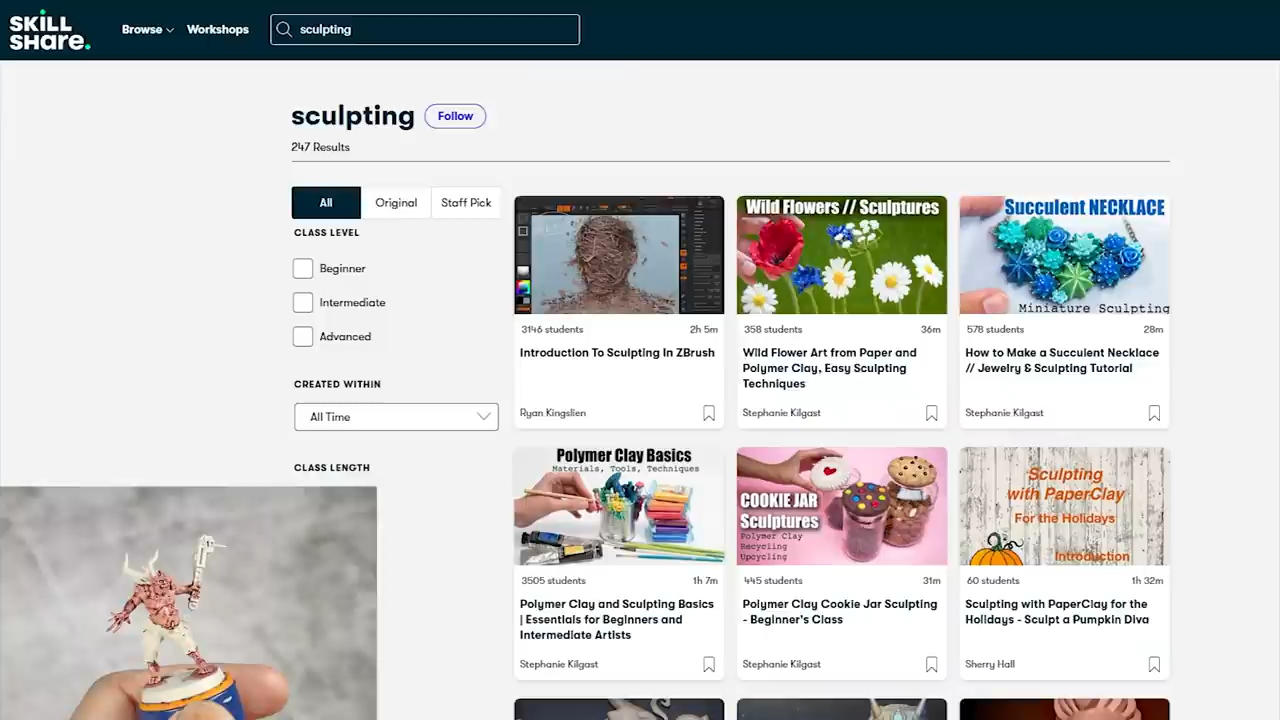 SKILL
SHare.
Browse
Workshops
sculpting
sculpting
Follow
247 Results
All
Original
Staff Pick
CLASS LEVEL
Beginner
Intermediate
Advanced
CREATED WITHIN
All Time
CLASS LENGTH
3146 students
2h 5m
Introduction To Sculpting In ZBrush
Ryan Kingslien
Wild Flowers // Sculptures
358 students
36m
Wild Flower Art from Paper and
Polymer Clay, Easy Sculpting
Techniques
Stephanie Kilgast
Succulent NECKLACE
Miniature Sculpting
578 students
28m
How to Make a Succulent Necklace
// Jewelry & Sculpting Tutorial
Stephanie Kilgast
Polymer Clay Basics
Materials, Tools, Techniques
3505 students
1h 7m
Polymer Clay and Sculpting Basics
| Essentials for Beginners and
Intermediate Artists
Stephanie Kilgast
COOKIE JAR
Sculptures
Polymer Clay
Recycling
Upcycling
445 students
31m
Polymer Clay Cookie Jar Sculpting
- Beginner's Class
Stephanie Kilgast
Sculpting
with PaperClay
For the Holidays
Introduction
60 students
1h 32m
Sculpting with PaperClay for the
Holidays - Sculpt a Pumpkin Diva
Sherry Hall